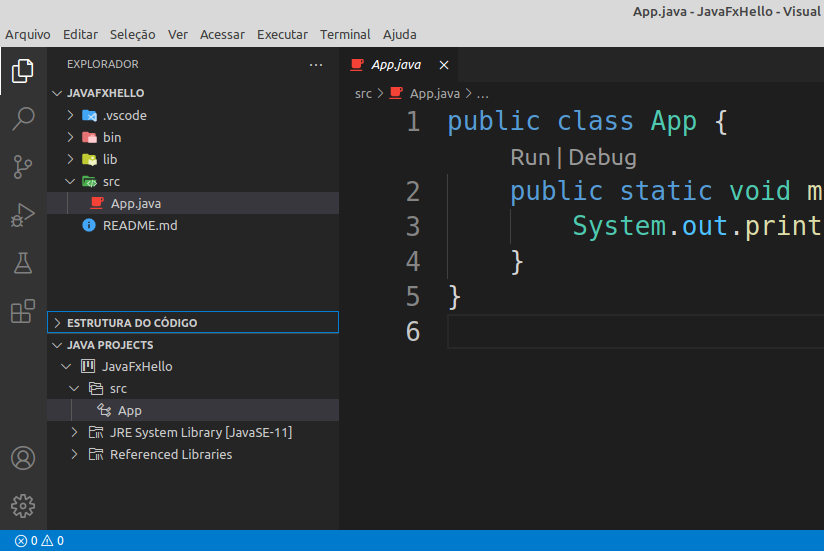 App.java - JavaFxHello - Visual
Arquivo Editar Seleção Ver Acessar Executar Terminal Ajuda
EXPLORADOR
JAVAFXHELLO
.vscode
bin
lib
src
App.java
README.md
ESTRUTURA DO CÓDIGO
JAVA PROJECTS
JavaFxHello
src
App
JRE System Library [JavaSE-11]
Referenced Libraries
App.java
src > App.java > ...
1 public class App {
Run | Debug
2 public static void m
3 System.out.print
4 }
5 }
6
0 0